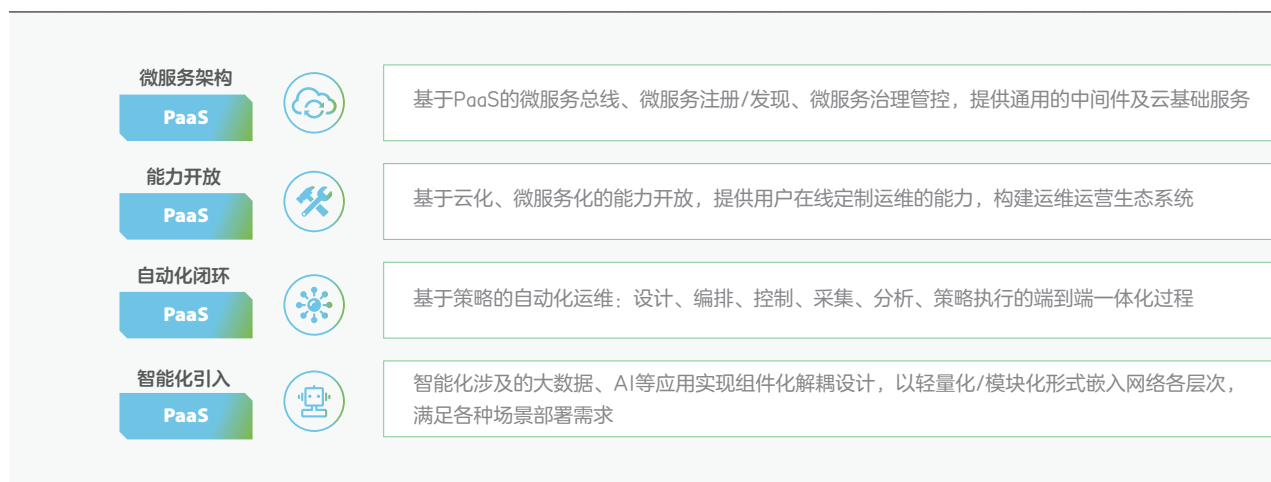 微服务架构
PaaS
基于PaaS的微服务总线、微服务注册/发现、微服务治理管控，提供通用的中间件及云基础服务
能力开放
PaaS
基于云化、微服务化的能力开放，提供用户在线定制运维的能力，构建运维运营生态系统
自动化闭环
PaaS
基于策略的自动化运维：设计、编排、控制、采集、分析、策略执行的端到端一体化过程
智能化引入
PaaS
智能化涉及的大数据、AI等应用实现组件化解耦设计，以轻量化/模块化形式嵌入网络各层次，
满足各种场景部署需求